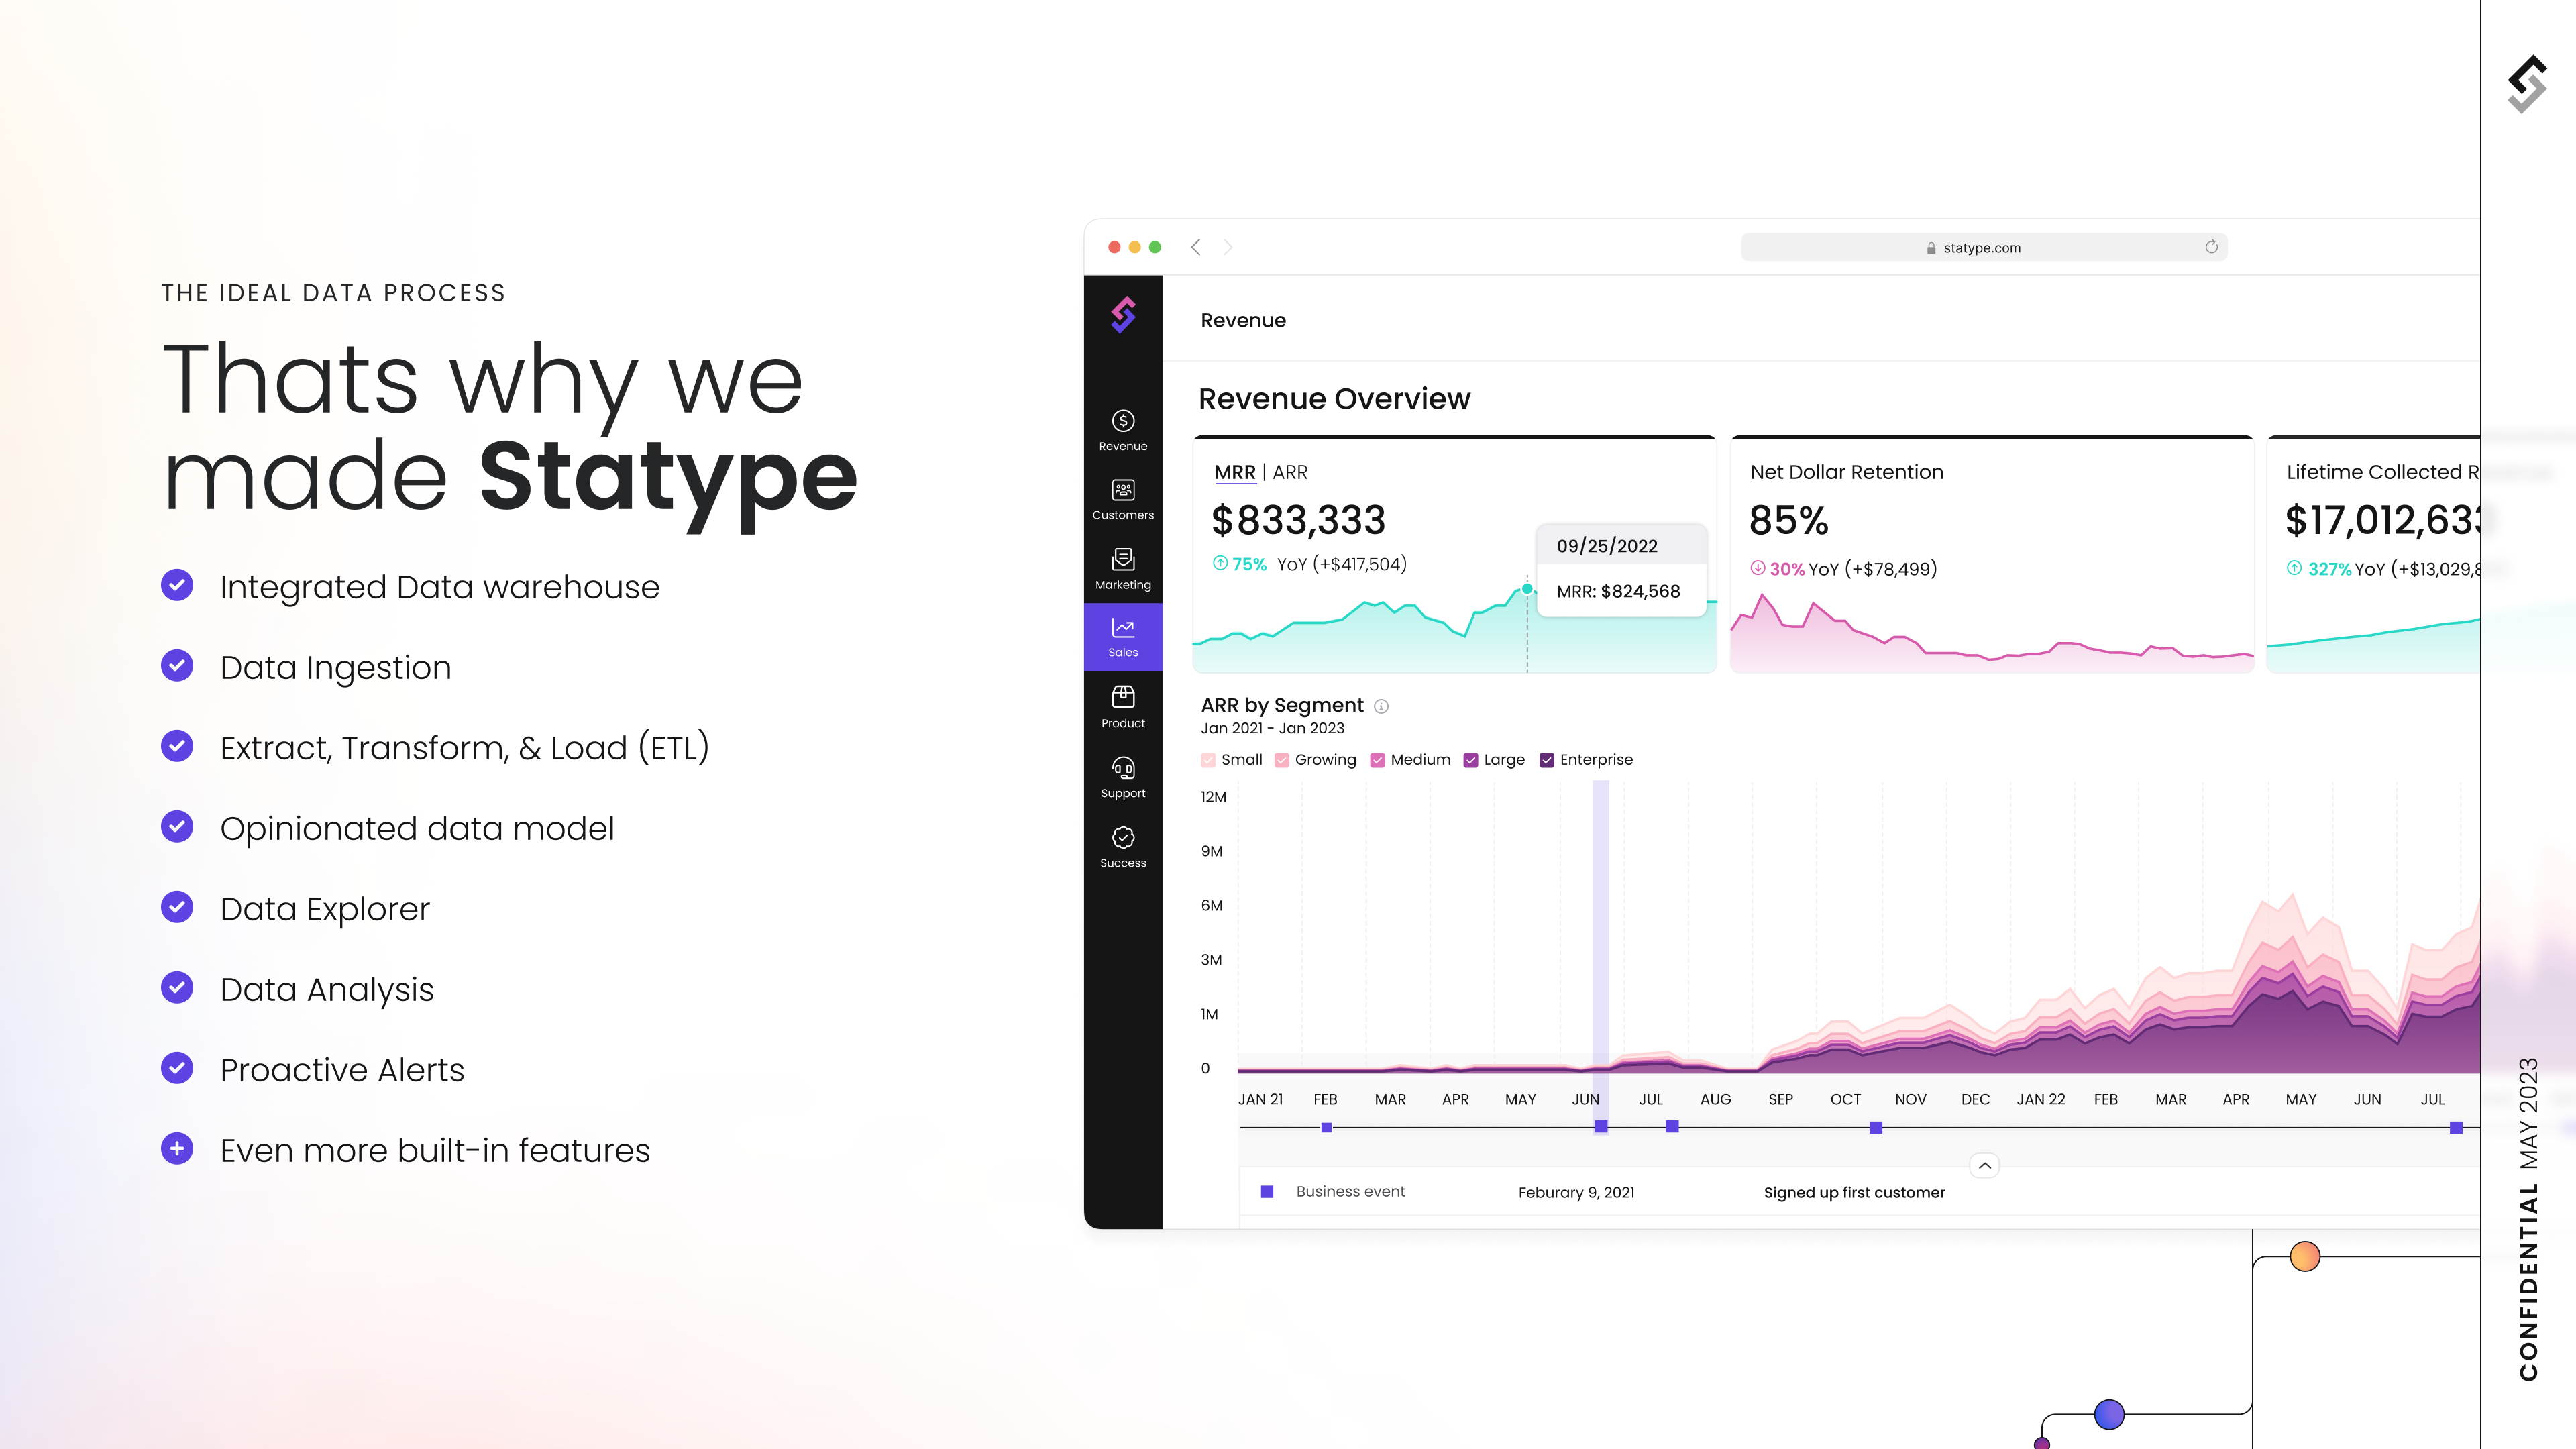 THE IDEAL DATA PROCESS
Thats why we
made Statype
Integrated Data warehouse
Data Ingestion
Extract, Transform, & Load (ETL)
Opinionated data model
Data Explorer
Data Analysis
Proactive Alerts
Even more built-in features
statype.com
Revenue
Customers
Marketing
Sales
Product
Support
Success
Revenue
Revenue Overview
MRR | ARR
$833,333
75% YoY (+$417,504)
09/25/2022
MRR: $824,568
Net Dollar Retention
85%
30% YoY (+$78,499)
Lifetime Collected R
$17,012,633
327% YoY (+$13,029,8
ARR by Segment
Jan 2021 - Jan 2023
Small Growing Medium Large Enterprise
12M
9M
6M
3M
1M
0
JAN 21 FEB MAR APR MAY JUN JUL AUG SEP OCT NOV DEC JAN 22 FEB MAR APR MAY JUN JUL
Business event Feburary 9, 2021 Signed up first customer
CONFIDENTIAL MAY 2023